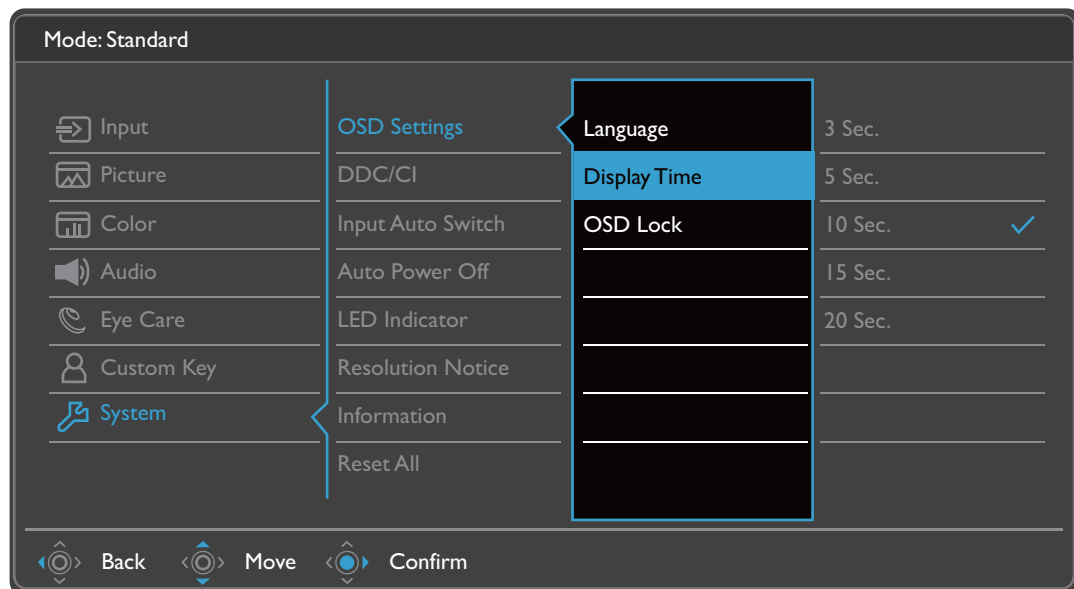 Mode: Standard
Input
Picture
Color
Audio
Eye Care
Custom Key
System
OSD Settings
DDC/CI
Input Auto Switch
Auto Power Off
LED Indicator
Resolution Notice
Information
Reset All
Language
Display Time
OSD Lock
3 Sec.
5 Sec.
10 Sec.
15 Sec.
20 Sec.
Back Move Confirm